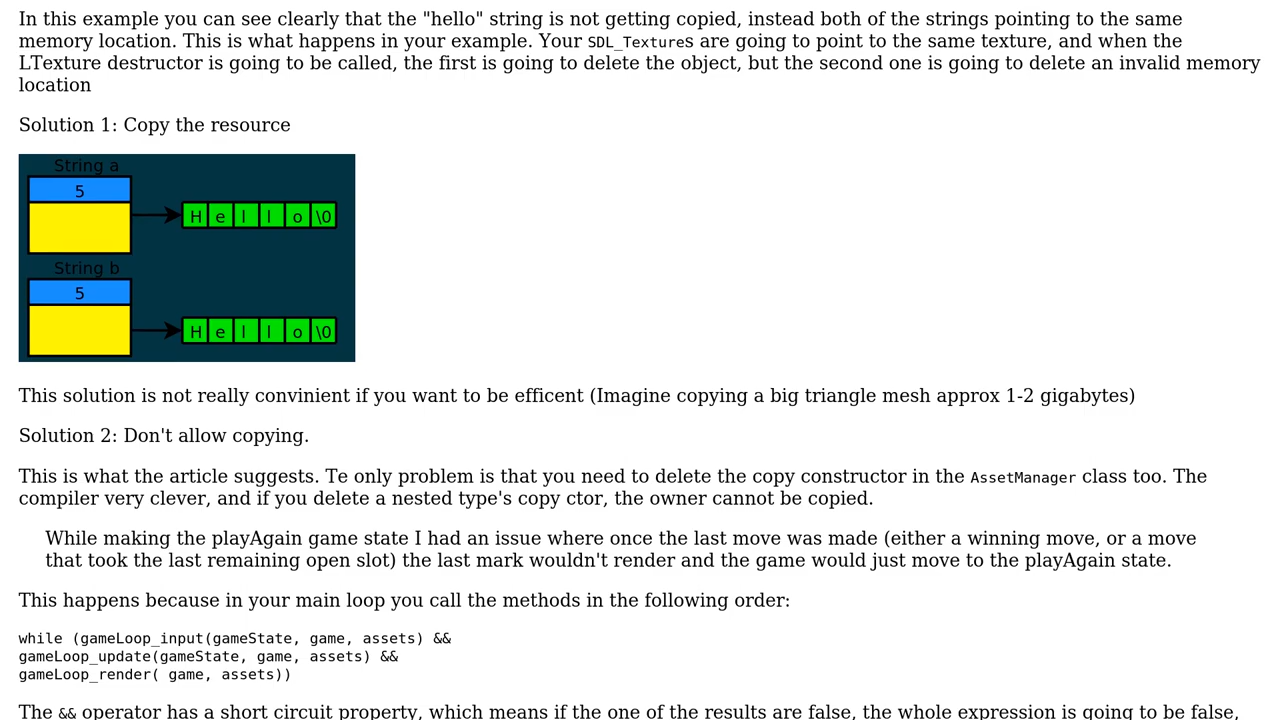 In this example you can see clearly that the "hello" string is not getting copied, instead both of the strings pointing to the same
memory location. This is what happens in your example. Your SDL_Textures are going to point to the same texture, and when the
LTexture destructor is going to be called, the first is going to delete the object, but the second one is going to delete an invalid memory
location
Solution 1: Copy the resource
String a
5
H e l l o \0
String b
5
H e l l o \0
This solution is not really convinient if you want to be efficent (Imagine copying a big triangle mesh approx 1-2 gigabytes)
Solution 2: Don't allow copying.
This is what the article suggests. Te only problem is that you need to delete the copy constructor in the AssetManager class too. The
compiler very clever, and if you delete a nested type's copy ctor, the owner cannot be copied.
While making the playAgain game state I had an issue where once the last move was made (either a winning move, or a move
that took the last remaining open slot) the last mark wouldn't render and the game would just move to the playAgain state.
This happens because in your main loop you call the methods in the following order:
while (gameLoop_input(gameState, game, assets) &&
gameLoop_update(gameState, game, assets) &&
gameLoop_render( game, assets))
The && operator has a short circuit property, which means if the one of the results are false, the whole expression is going to be false,